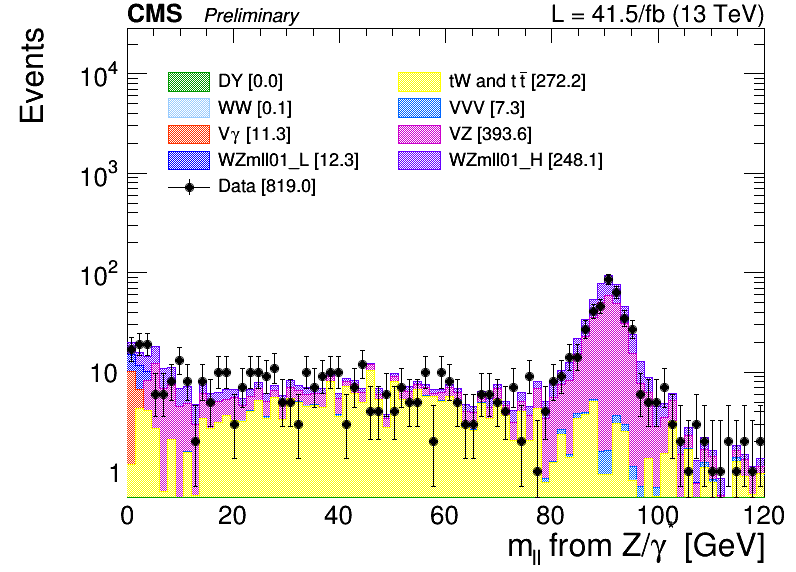 CMS Preliminary L = 41.5/fb (13 TeV)
Events
10⁴
10³
10²
10
1
DY [0.0]
tW and tt̄ [272.2]
WW [0.1]
VVV [7.3]
Vγ [11.3]
VZ [393.6]
WZmll01_L [12.3]
WZmll01_H [248.1]
Data [819.0]
0 20 40 60 80 100 120
m_ll from Z/γ* [GeV]